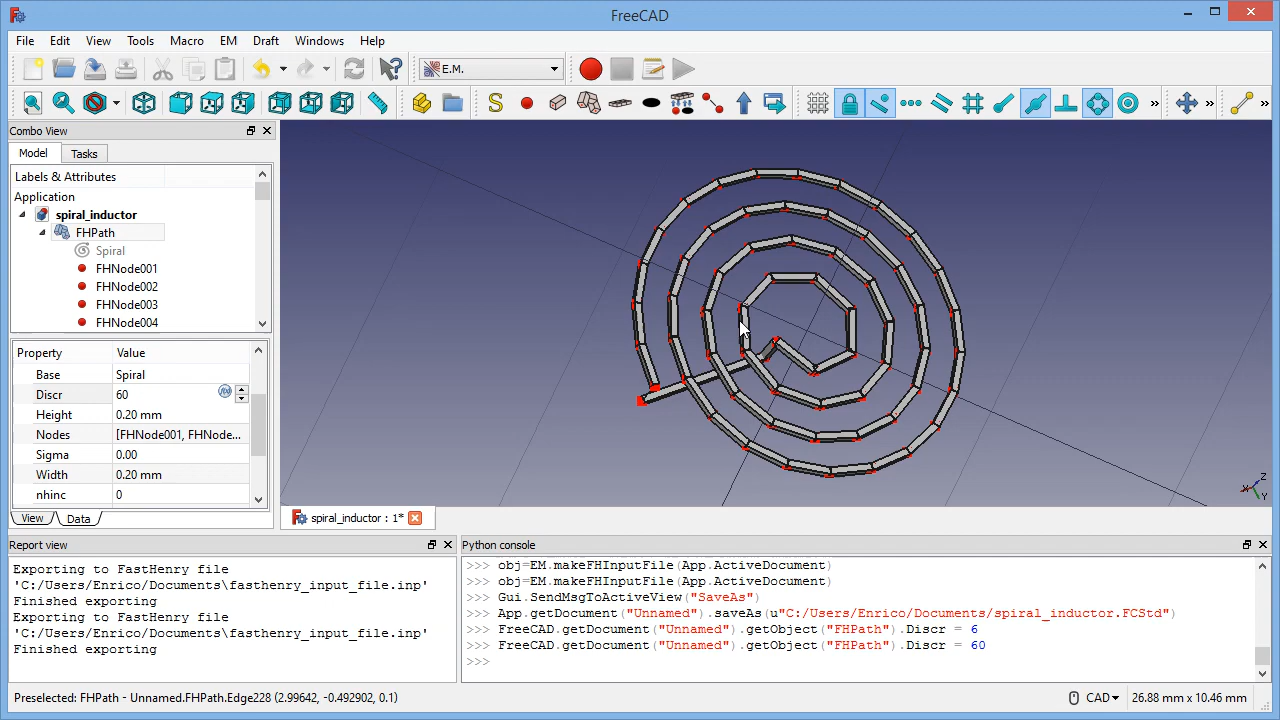 FreeCAD
File Edit View Tools Macro EM Draft Windows Help
E.M.
Combo View
Model Tasks
Labels & Attributes
Application
spiral_inductor
FHPath
Spiral
FHNode001
FHNode002
FHNode003
FHNode004
Property Value
Base Spiral
Discr 60
Height 0.20 mm
Nodes [FHNode001, FHNode...
Sigma 0.00
Width 0.20 mm
nhinc 0
View Data
spiral_inductor : 1*
Report view
Exporting to FastHenry file
'C:/Users/Enrico/Documents\fasthenry_input_file.inp'
Finished exporting
Exporting to FastHenry file
'C:/Users/Enrico/Documents\fasthenry_input_file.inp'
Finished exporting
Python console
>>> obj=EM.makeFHInputFile(App.ActiveDocument)
>>> obj=EM.makeFHInputFile(App.ActiveDocument)
>>> Gui.SendMsgToActiveView("SaveAs")
>>> App.getDocument("Unnamed").saveAs(u"C:/Users/Enrico/Documents/spiral_inductor.FCStd")
>>> FreeCAD.getDocument("Unnamed").getObject("FHPath").Discr = 6
>>> FreeCAD.getDocument("Unnamed").getObject("FHPath").Discr = 60
>>>
Preselected: FHPath - Unnamed.FHPath.Edge228 (2.99642, -0.492902, 0.1)
CAD
26.88 mm x 10.46 mm